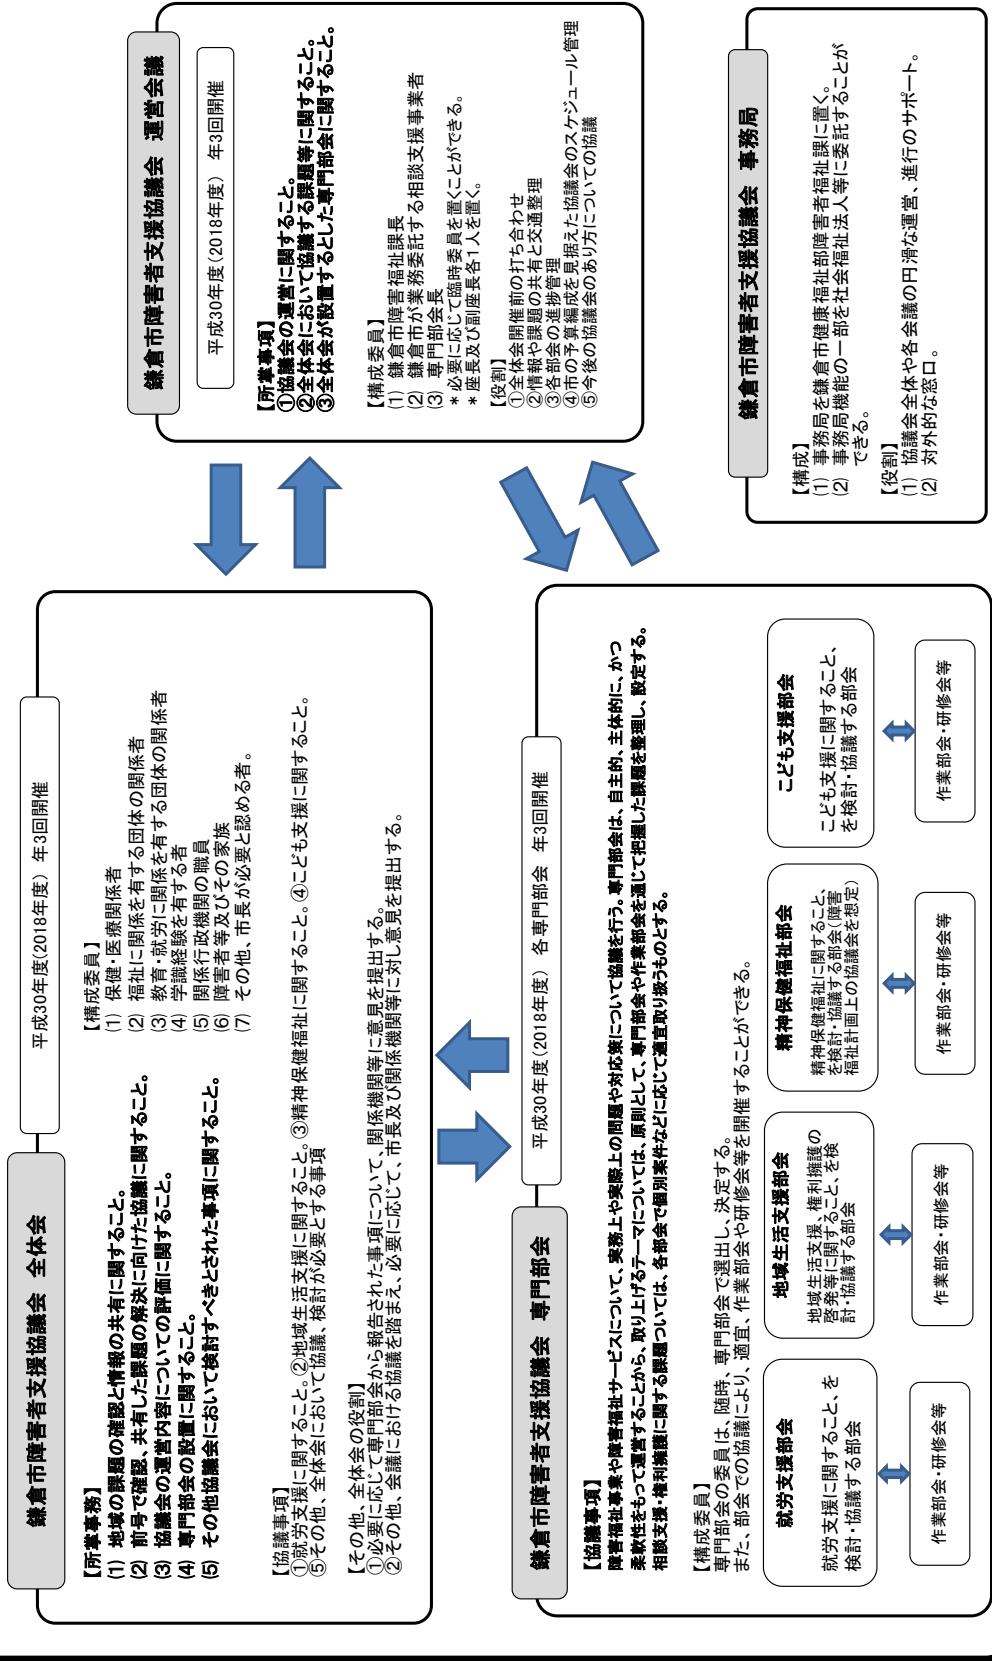 鎌倉市障害者支援協議会 全体会
平成30年度(2018年度) 年3回開催
【所掌事務】
(1) 地域の課題の確認と情報の共有に関すること。
(2) 前号で確認、共有した課題の解決に向けた協議に関すること。
(3) 協議会の運営内容についての評価に関すること。
(4) 専門部会の設置に関すること。
(5) その他協議会において検討すべきとされた事項に関すること。
【構成委員】
(1) 保健・医療関係者
(2) 福祉に関係を有する団体の関係者
(3) 教育・就労に関係を有する団体の関係者
(4) 学識経験を有する者
(5) 関係行政機関の職員
(6) 障害者等及びその家族
(7) その他、市長が必要と認める者。
【協議事項】
①就労支援に関すること。②地域生活支援に関すること。③精神保健福祉に関すること。④こども支援に関すること。
⑤その他、全体会において協議、検討が必要とする事項
【その他、全体会の役割】
①必要に応じて専門部会から報告された事項について、関係機関等に意見を提出する。
②その他、会議における協議を踏まえ、必要に応じて、市長及び関係機関等に対し意見を提出する。
鎌倉市障害者支援協議会 運営会議
平成30年度(2018年度) 年3回開催
【所掌事項】
①協議会の運営に関すること。
②全体会において協議する課題等に関すること。
③全体会が設置するとした専門部会に関すること。
【構成委員】
(1) 鎌倉市障害福祉課長
(2) 鎌倉市が業務委託する相談支援事業者
(3) 専門部会長
*必要に応じて臨時委員を置くことができる。
*座長及び副座長各1人を置く。
【役割】
①全体会開催前の打ち合わせ
②情報や課題の共有と交通整理
③各部会の進捗管理
④市の予算編成を見据えた協議会のスケジュール管理
⑤今後の協議会のあり方についての協議
鎌倉市障害者支援協議会 専門部会
平成30年度(2018年度) 各専門部会 年3回開催
【協議事項】
障害福祉事業や障害福祉サービスについて、実務上や実際上の問題や対応策について協議を行う。専門部会は、自主的、主体的に、かつ
柔軟性をもって運営することから、取り上げるテーマについては、原則として、専門部会や作業部会を通じて把握した課題を整理し、設定する。
相談支援・権利擁護に関する課題ついては、各部会で個別案件などに応じて適宜取り扱うものとする。
【構成委員】
専門部会の委員は、随時、専門部会で選出し、決定する。
また、部会での協議により、適宜、作業部会や研修会等を開催することができる。
就労支援部会
就労支援に関すること、を
検討・協議する部会
作業部会・研修会等
地域生活支援部会
地域生活支援、権利擁護の
啓発等に関すること、を検
討・協議する部会
作業部会・研修会等
精神保健福祉部会
精神保健福祉に関すること、
を検討・協議する部会(障害
福祉計画上の協議会を想定)
作業部会・研修会等
こども支援部会
こども支援に関すること、
を検討・協議する部会
作業部会・研修会等
鎌倉市障害者支援協議会 事務局
【構成】
(1) 事務局を鎌倉市健康福祉部障害者福祉課に置く。
(2) 事務局機能の一部を社会福祉法人等に委託することが
できる。
【役割】
(1) 協議会全体や各会議の円滑な運営、進行のサポート。
(2) 対外的な窓口。